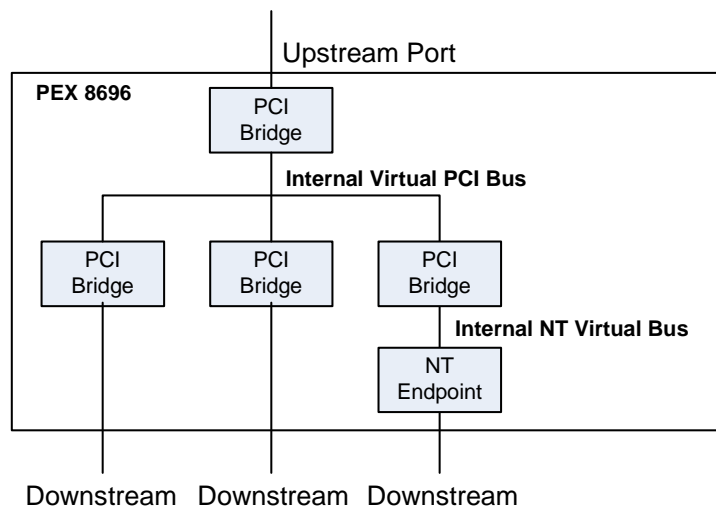 Upstream Port
PEX 8696
PCI
Bridge
Internal Virtual PCI Bus
PCI
Bridge
PCI
Bridge
PCI
Bridge
Internal NT Virtual Bus
NT
Endpoint
Downstream
Downstream
Downstream